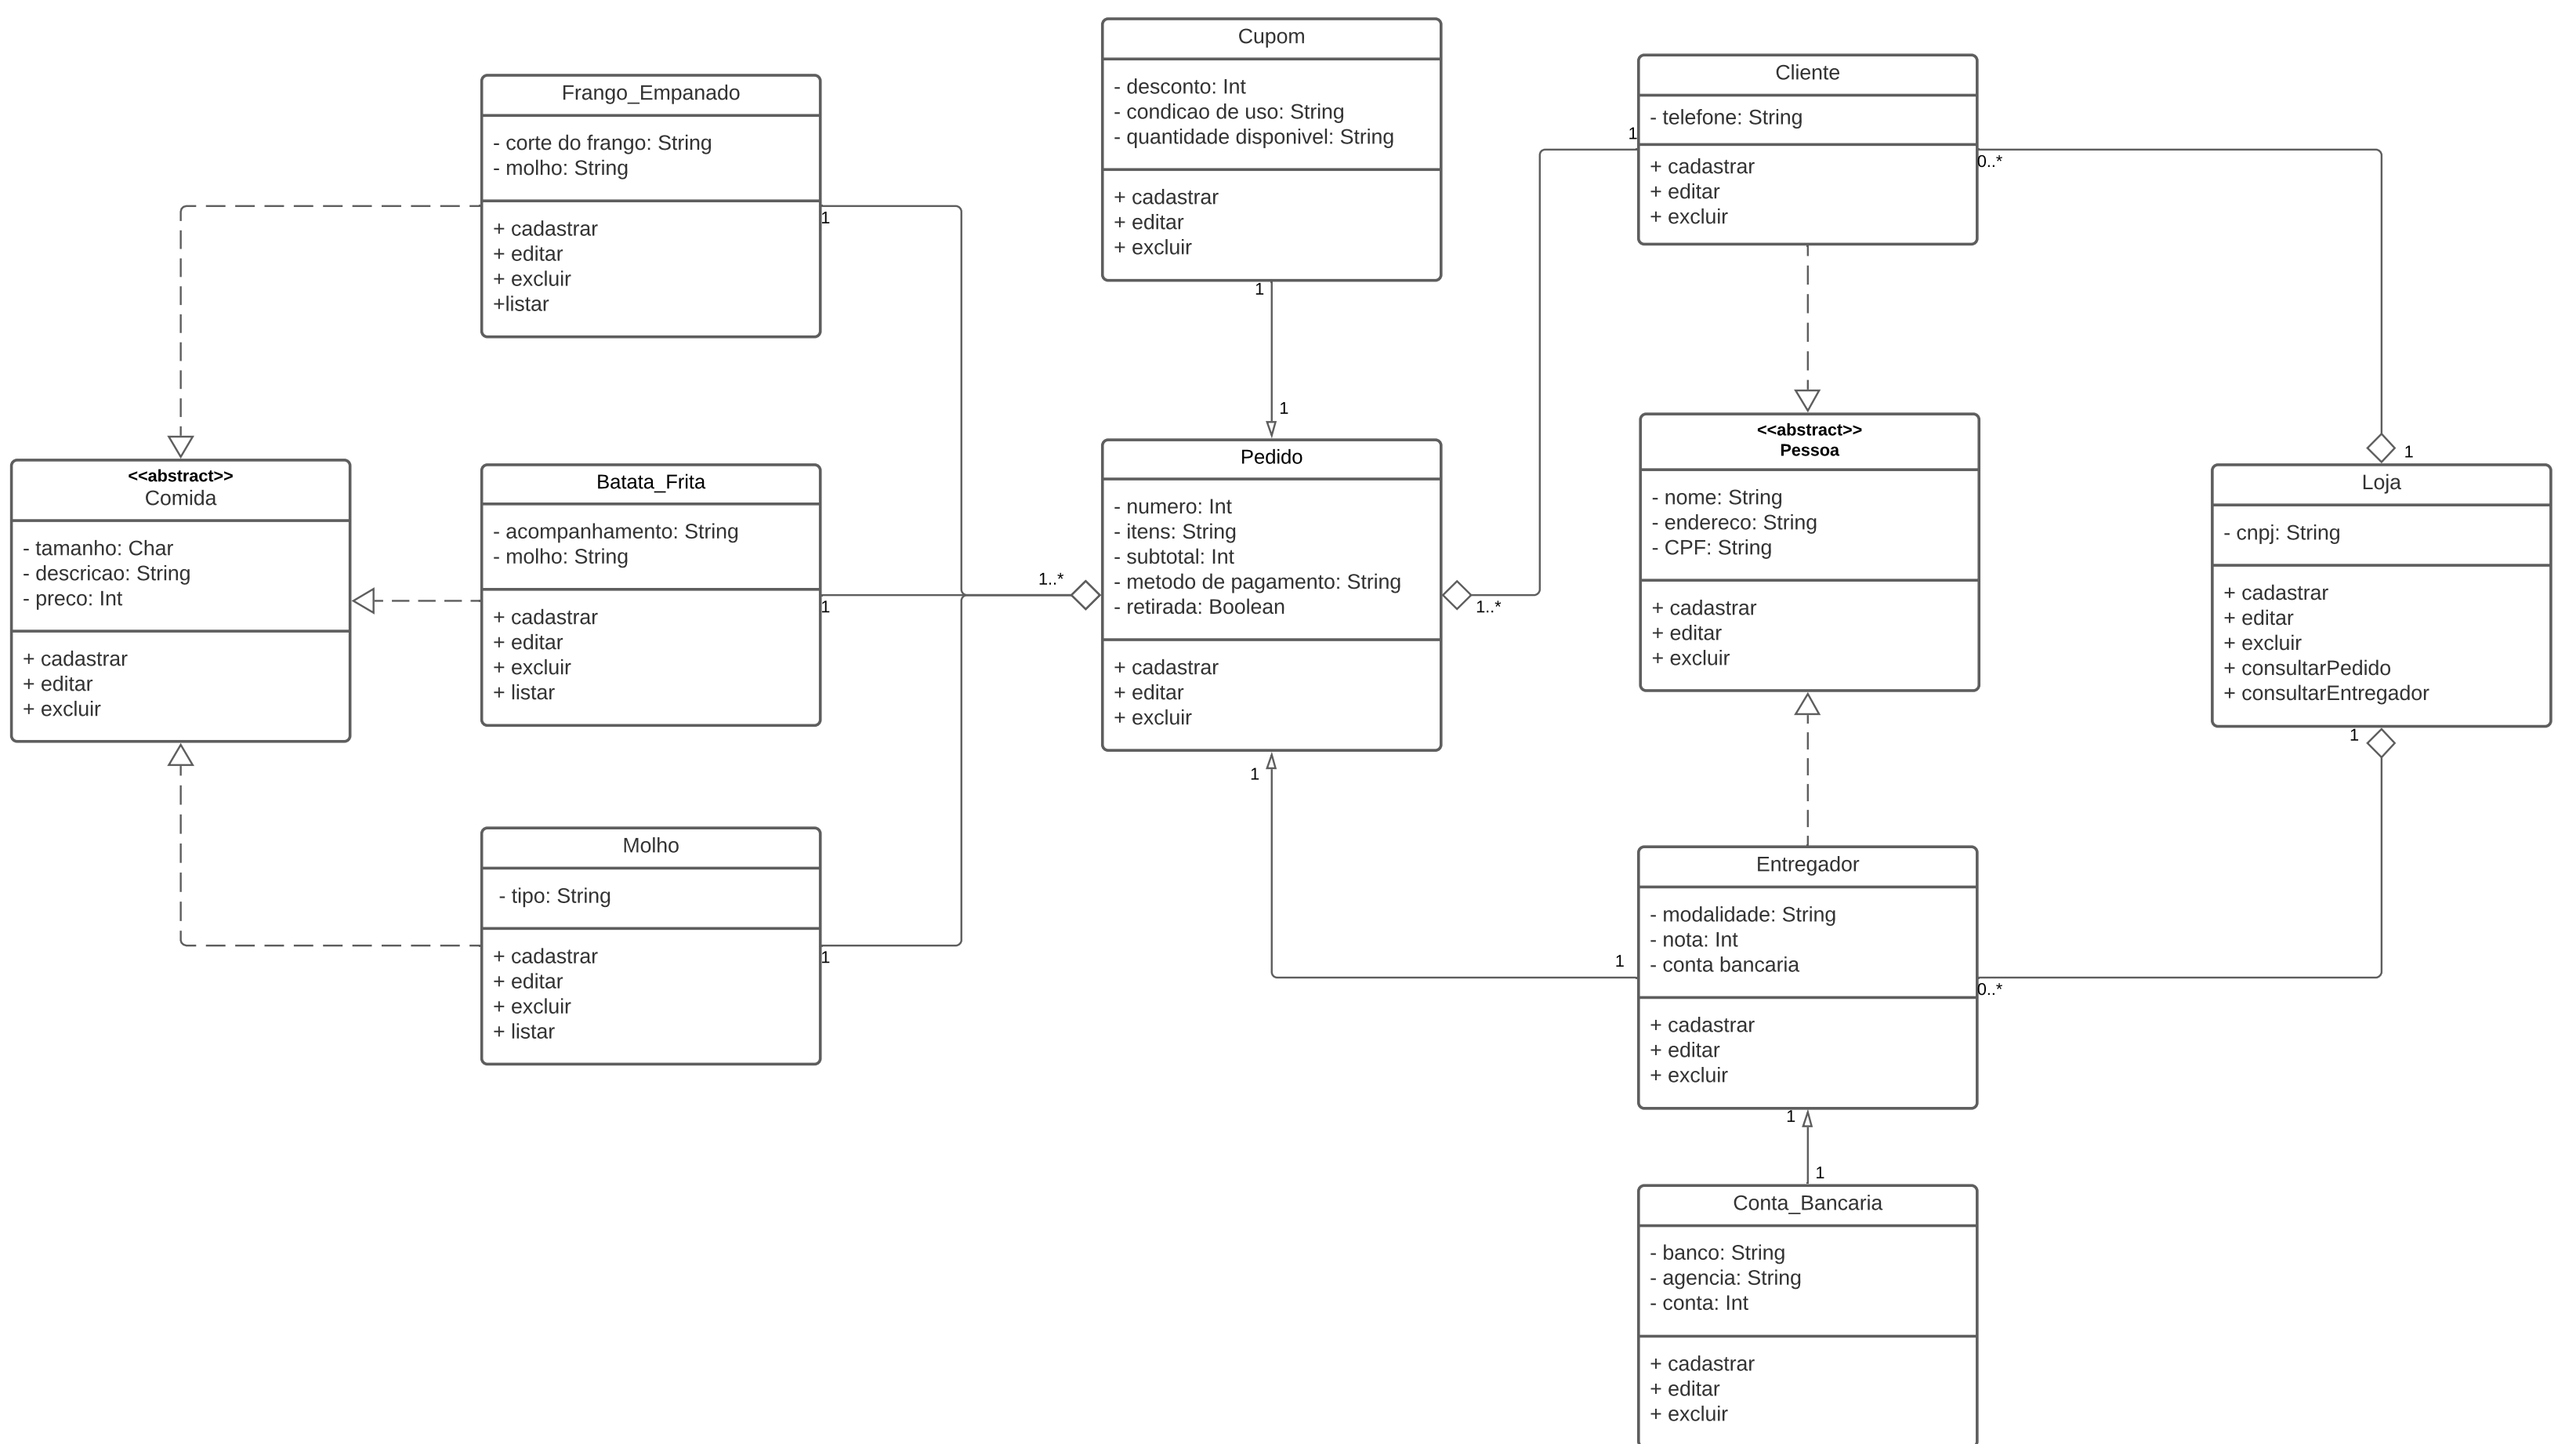 Cupom
- desconto: Int
- condicao de uso: String
- quantidade disponivel: String
+ cadastrar
+ editar
+ excluir
1
1
Cliente
- telefone: String
+ cadastrar
+ editar
+ excluir
1
0..*
Frango_Empanado
- corte do frango: String
- molho: String
+ cadastrar
+ editar
+ excluir
+listar
1
<<abstract>>
Comida
- tamanho: Char
- descricao: String
- preco: Int
+ cadastrar
+ editar
+ excluir
Batata_Frita
- acompanhamento: String
- molho: String
+ cadastrar
+ editar
+ excluir
+ listar
1
1..*
Pedido
- numero: Int
- itens: String
- subtotal: Int
- metodo de pagamento: String
- retirada: Boolean
+ cadastrar
+ editar
+ excluir
1..*
1
<<abstract>>
Pessoa
- nome: String
- endereco: String
- CPF: String
+ cadastrar
+ editar
+ excluir
1
Loja
- cnpj: String
+ cadastrar
+ editar
+ excluir
+ consultarPedido
+ consultarEntregador
1
Molho
- tipo: String
+ cadastrar
+ editar
+ excluir
+ listar
1
Entregador
- modalidade: String
- nota: Int
- conta bancaria
+ cadastrar
+ editar
+ excluir
1
0..*
1
1
Conta_Bancaria
- banco: String
- agencia: String
- conta: Int
+ cadastrar
+ editar
+ excluir